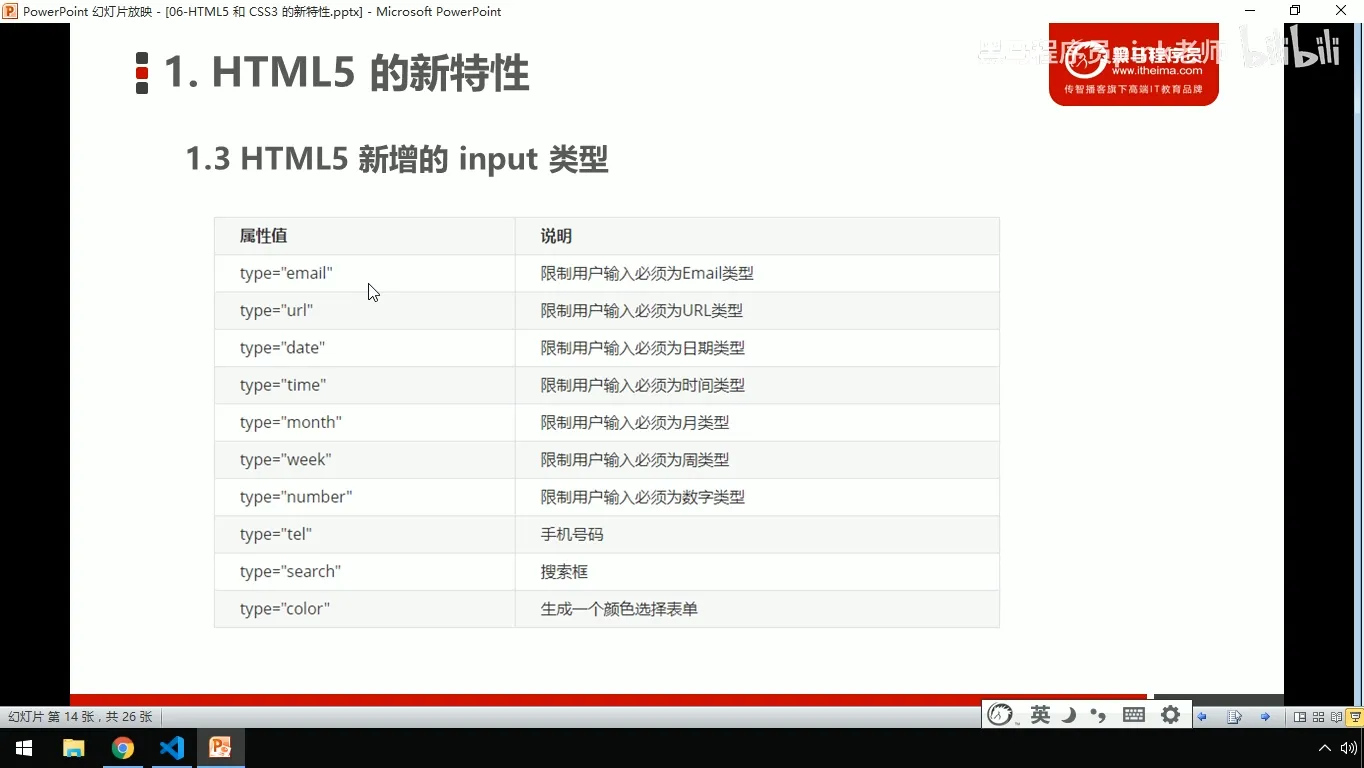 PowerPoint 幻灯片放映 - [06-HTML5 和 CSS3 的新特性.pptx] - Microsoft PowerPoint
1. HTML5 的新特性
黑马程序员pink老师
bilibili
www.itheima.com
传智播客旗下高端IT教育品牌
1.3 HTML5 新增的 input 类型
属性值 说明
type="email" 限制用户输入必须为Email类型
type="url" 限制用户输入必须为URL类型
type="date" 限制用户输入必须为日期类型
type="time" 限制用户输入必须为时间类型
type="month" 限制用户输入必须为月类型
type="week" 限制用户输入必须为周类型
type="number" 限制用户输入必须为数字类型
type="tel" 手机号码
type="search" 搜索框
type="color" 生成一个颜色选择表单
幻灯片 第 14 张，共 26 张
英